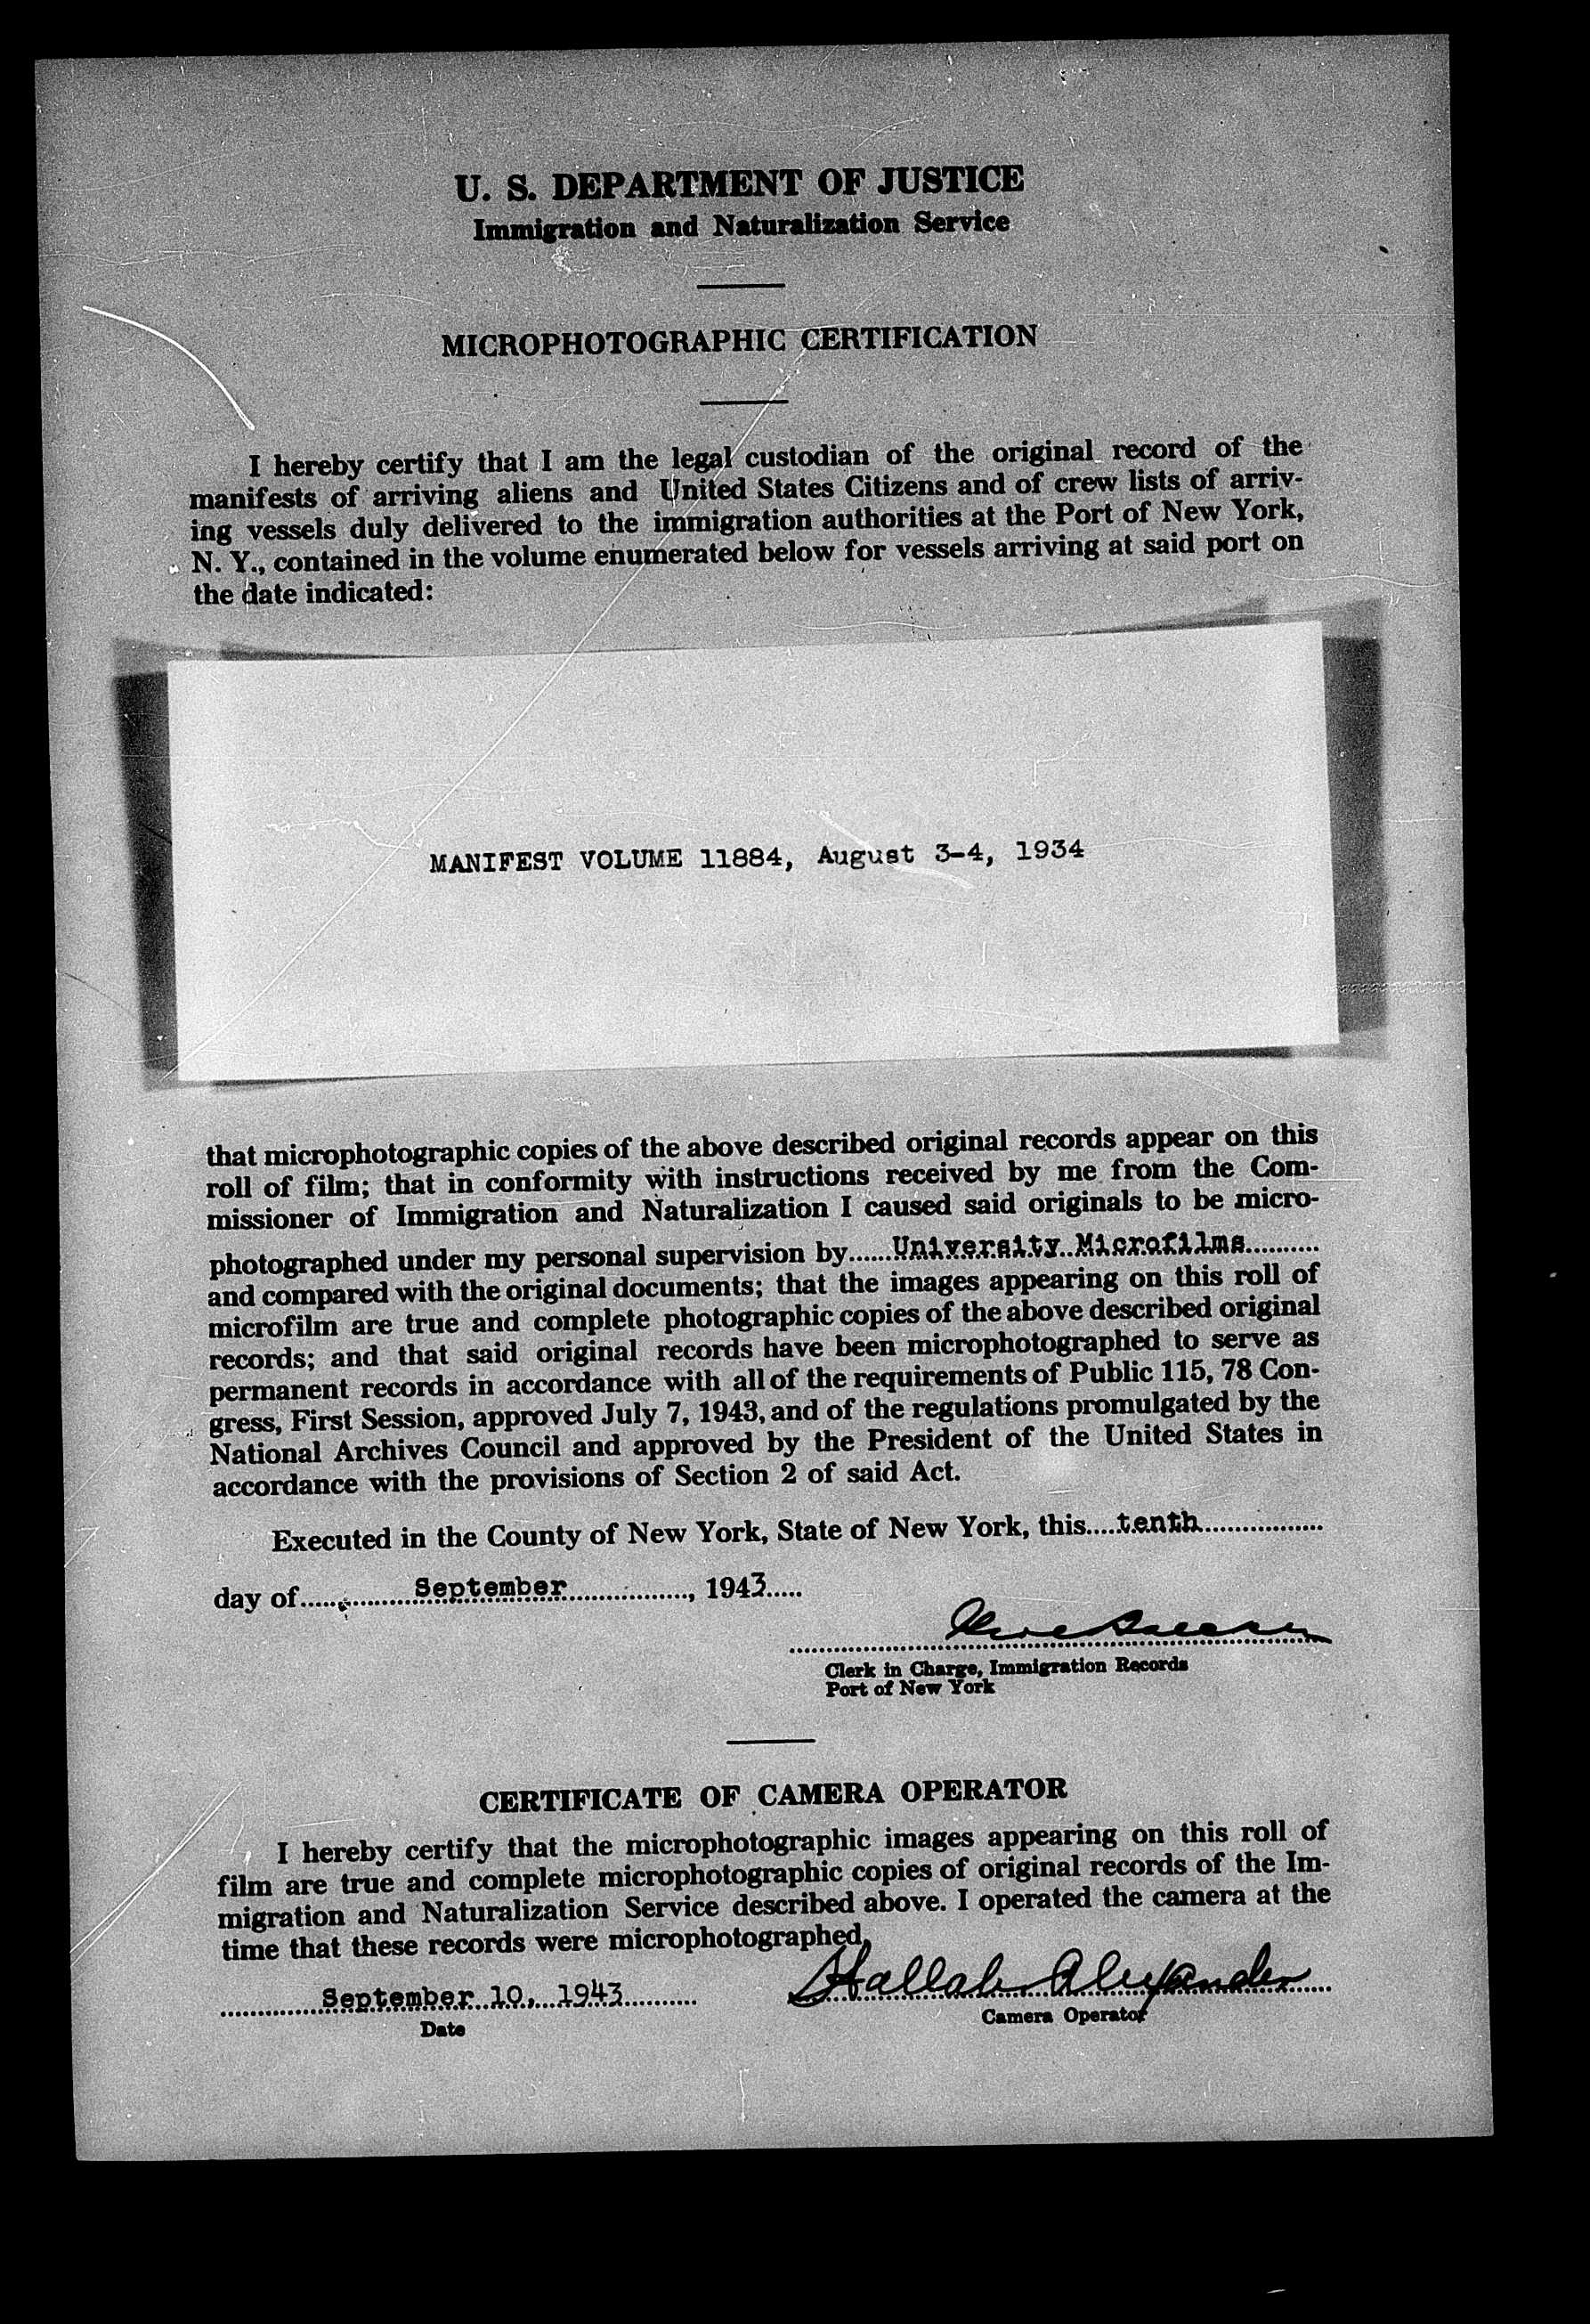 U. S. DEPARTMENT OF JUSTICE
Immigration and Naturalization Service
MICROPHOTOGRAPHIC CERTIFICATION
I hereby certify that I am the legal custodian of the original record of the
manifests of arriving aliens and United States Citizens and of crew lists of arriv-
ing vessels duly delivered to the immigration authorities at the Port of New York,
N. Y., contained in the volume enumerated below for vessels arriving at said port on
the date indicated:
MANIFEST VOLUME 11884, August 3-4, 1934
that microphotographic copies of the above described original records appear on this
roll of film; that in conformity with instructions received by me from the Com-
missioner of Immigration and Naturalization I caused said originals to be micro-
photographed under my personal supervision by......University Microfilms..........
and compared with the original documents; that the images appearing on this roll of
microfilm are true and complete photographic copies of the above described original
records; and that said original records have been microphotographed to serve as
permanent records in accordance with all of the requirements of Public 115, 78 Con-
gress, First Session, approved July 7, 1943, and of the regulations promulgated by the
National Archives Council and approved by the President of the United States in
accordance with the provisions of Section 2 of said Act.
Executed in the County of New York, State of New York, this....tenth.................
day of................September................., 1943.....
Clerk in Charge, Immigration Records
Port of New York
CERTIFICATE OF CAMERA OPERATOR
I hereby certify that the microphotographic images appearing on this roll of
film are true and complete microphotographic copies of original records of the Im-
migration and Naturalization Service described above. I operated the camera at the
time that these records were microphotographed.
Alexander
..............September 10, 1943..........
Camera Operator
Date